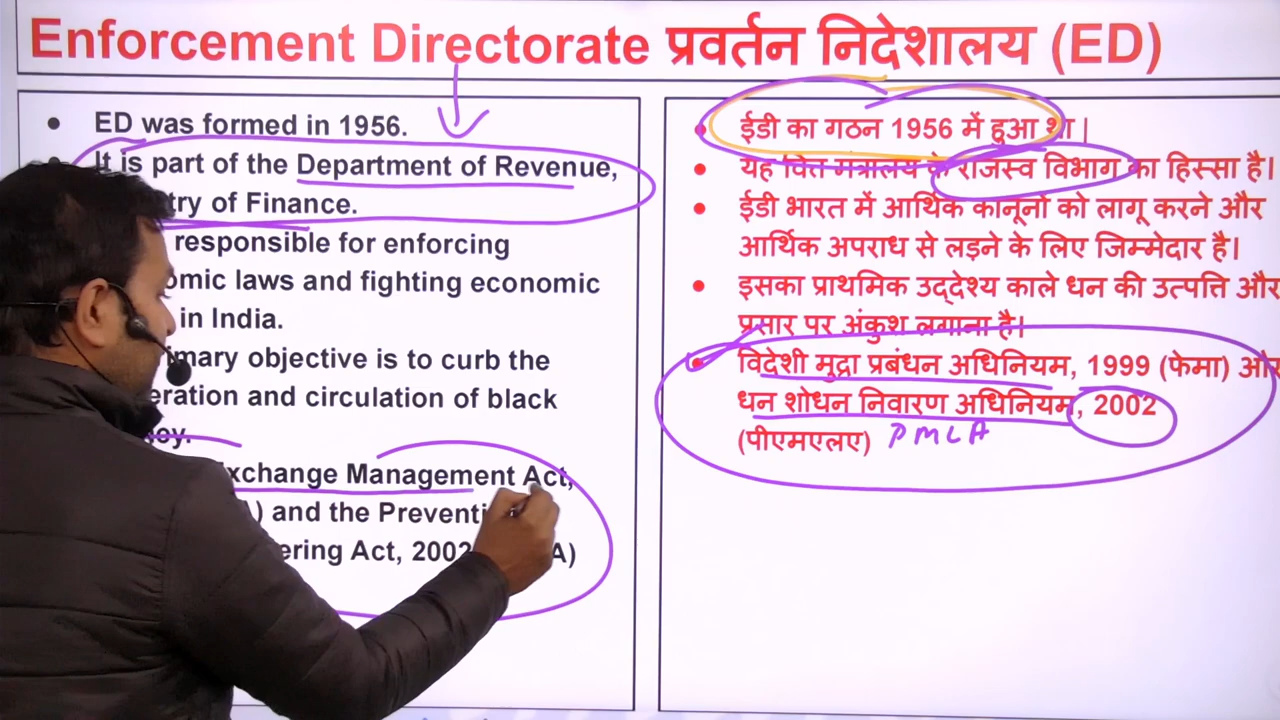 Enforcement Directorate प्रवर्तन निदेशालय (ED)
• ED was formed in 1956.
It is part of the Department of Revenue,
try of Finance.
responsible for enforcing
omic laws and fighting economic
in India.
imary objective is to curb the
eration and circulation of black
oey.
xchange Management Act,
) and the Preventi
ering Act, 2002 A)
• ईडी का गठन 1956 में हुआ था |
• यह वित्त मंत्रालय के राजस्व विभाग का हिस्सा है।
• ईडी भारत में आर्थिक कानूनों को लागू करने और
आर्थिक अपराध से लड़ने के लिए जिम्मेदार है।
• इसका प्राथमिक उद्देश्य काले धन की उत्पत्ति और
प्रसार पर अंकुश लगाना है।
• विदेशी मुद्रा प्रबंधन अधिनियम, 1999 (फेमा) और
धन शोधन निवारण अधिनियम, 2002
(पीएमएलए) PMLA